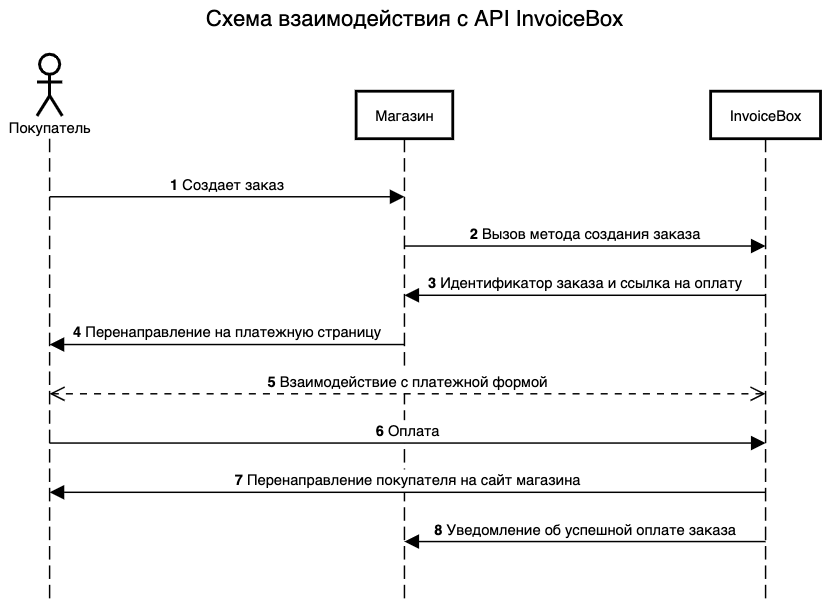 Схема взаимодействия с API InvoiceBox
Покупатель
Магазин
InvoiceBox
1 Создает заказ
2 Вызов метода создания заказа
3 Идентификатор заказа и ссылка на оплату
4 Перенаправление на платежную страницу
5 Взаимодействие с платежной формой
6 Оплата
7 Перенаправление покупателя на сайт магазина
8 Уведомление об успешной оплате заказа